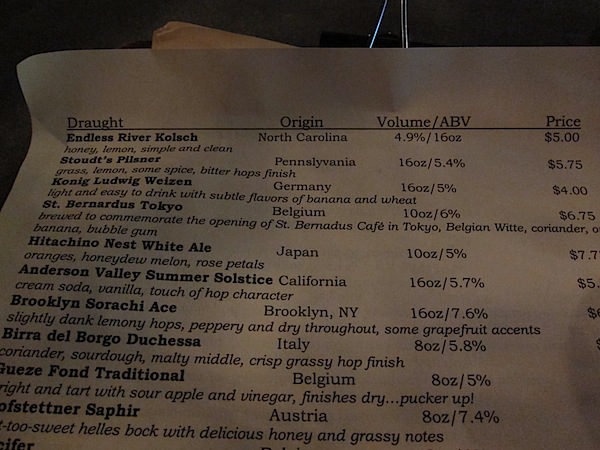 Draught Origin Volume/ABV Price
Endless River Kolsch North Carolina 4.9%/16oz $5.00
honey, lemon, simple and clean
Stoudt's Pilsner Pennslyvania 16oz/5.4% $5.75
grass, lemon, some spice, bitter hops finish
Konig Ludwig Weizen Germany 16oz/5% $4.00
light and easy to drink with subtle flavors of banana and wheat
St. Bernardus Tokyo Belgium 10oz/6% $6.75
brewed to commemorate the opening of St. Bernadus Café in Tokyo, Belgian Witte, coriander,
banana, bubble gum
Hitachino Nest White Ale Japan 10oz/5% $7.7
oranges, honeydew melon, rose petals
Anderson Valley Summer Solstice California 16oz/5.7% $5.
cream soda, vanilla, touch of hop character
Brooklyn Sorachi Ace Brooklyn, NY 16oz/7.6%
slightly dank lemony hops, peppery and dry throughout, some grapefruit accents
Birra del Borgo Duchessa Italy 8oz/5.8% $
coriander, sourdough, malty middle, crisp grassy hop finish
Gueze Fond Traditional Belgium 8oz/5%
right and tart with sour apple and vinegar, finishes dry...pucker up!
ofstettner Saphir Austria 8oz/7.4%
t-too-sweet helles bock with delicious honey and grassy notes
cifer